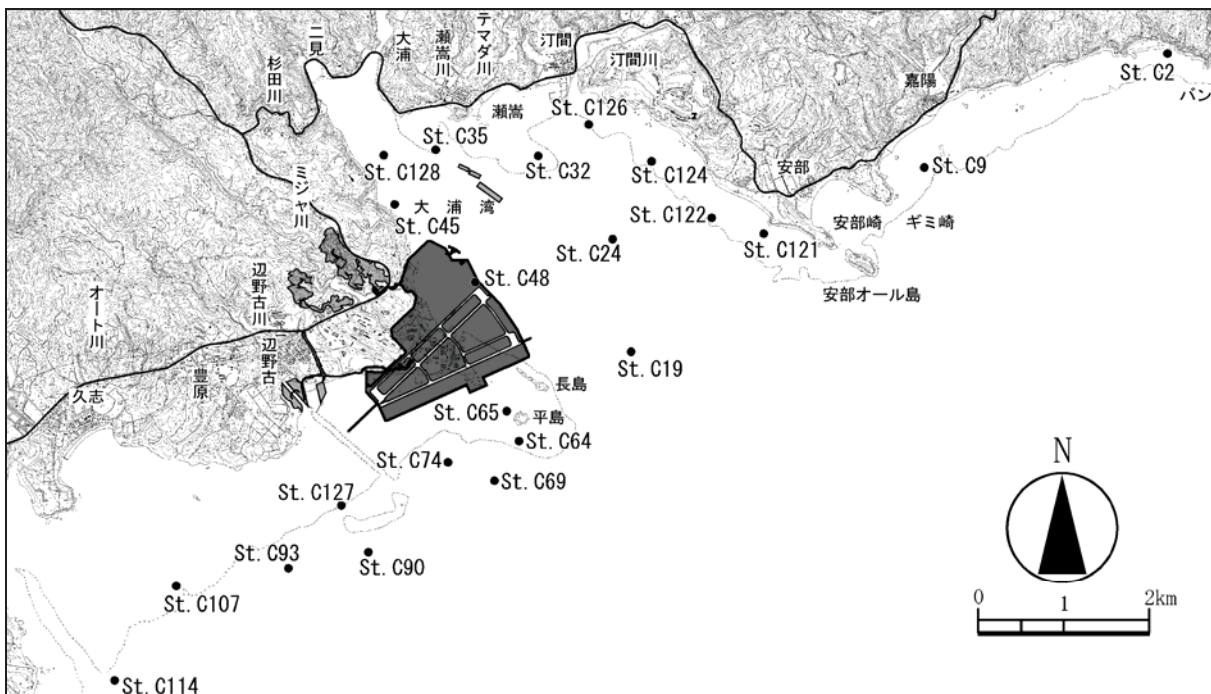 二見
杉田川
大浦
瀬嵩川
テマダ川
汀間
汀間川
瀬嵩
嘉陽
St. C2
バン
St. C126
St. C35
St. C128
St. C32
St. C124
安部
St. C9
ミジャ川
大浦湾
St. C45
St. C122
安部崎
ギミ崎
St. C24
St. C121
安部オール島
St. C48
辺野古川
オートバ川
辺野古
豊原
久志
St. C19
長島
St. C65
平島
St. C64
St. C74
St. C69
St. C127
St. C93
St. C90
St. C107
St. C114
N
0
1
2km